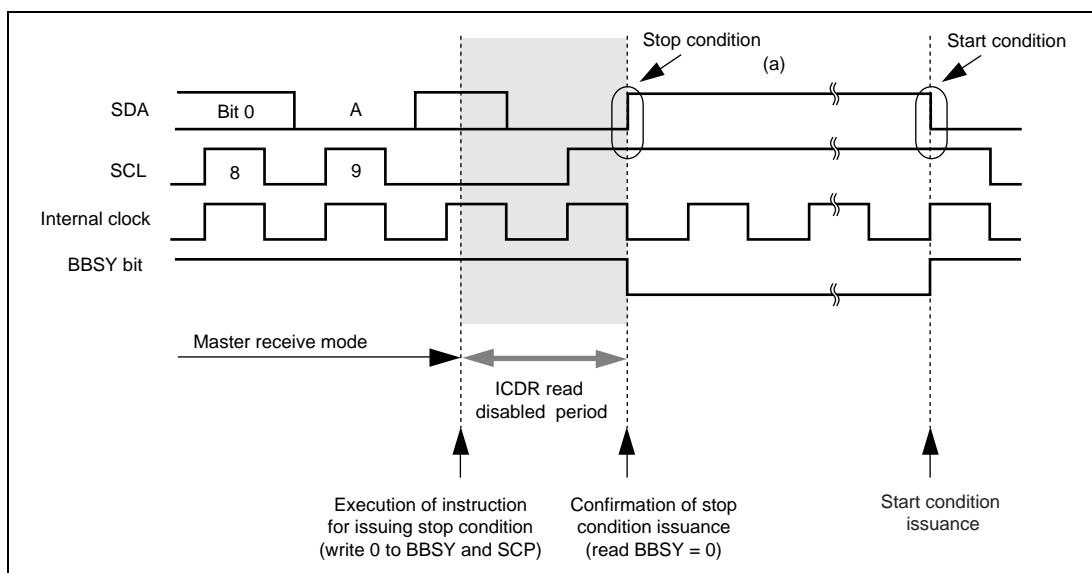 Stop condition
Start condition
(a)
SDA
Bit 0
A
SCL
8
9
Internal clock
BBSY bit
Master receive mode
ICDR read
disabled period
Execution of instruction
for issuing stop condition
(write 0 to BBSY and SCP)
Confirmation of stop
condition issuance
(read BBSY = 0)
Start condition
issuance